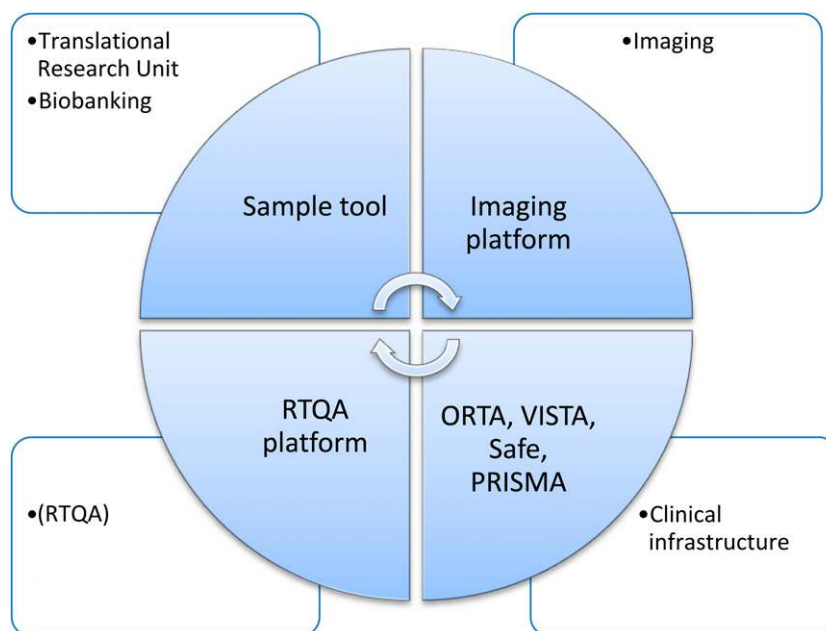 •Translational
Research Unit
•Biobanking
•Imaging
Sample tool
Imaging
platform
RTQA
platform
ORTA, VISTA,
Safe,
PRISMA
•(RTQA)
•Clinical
infrastructure